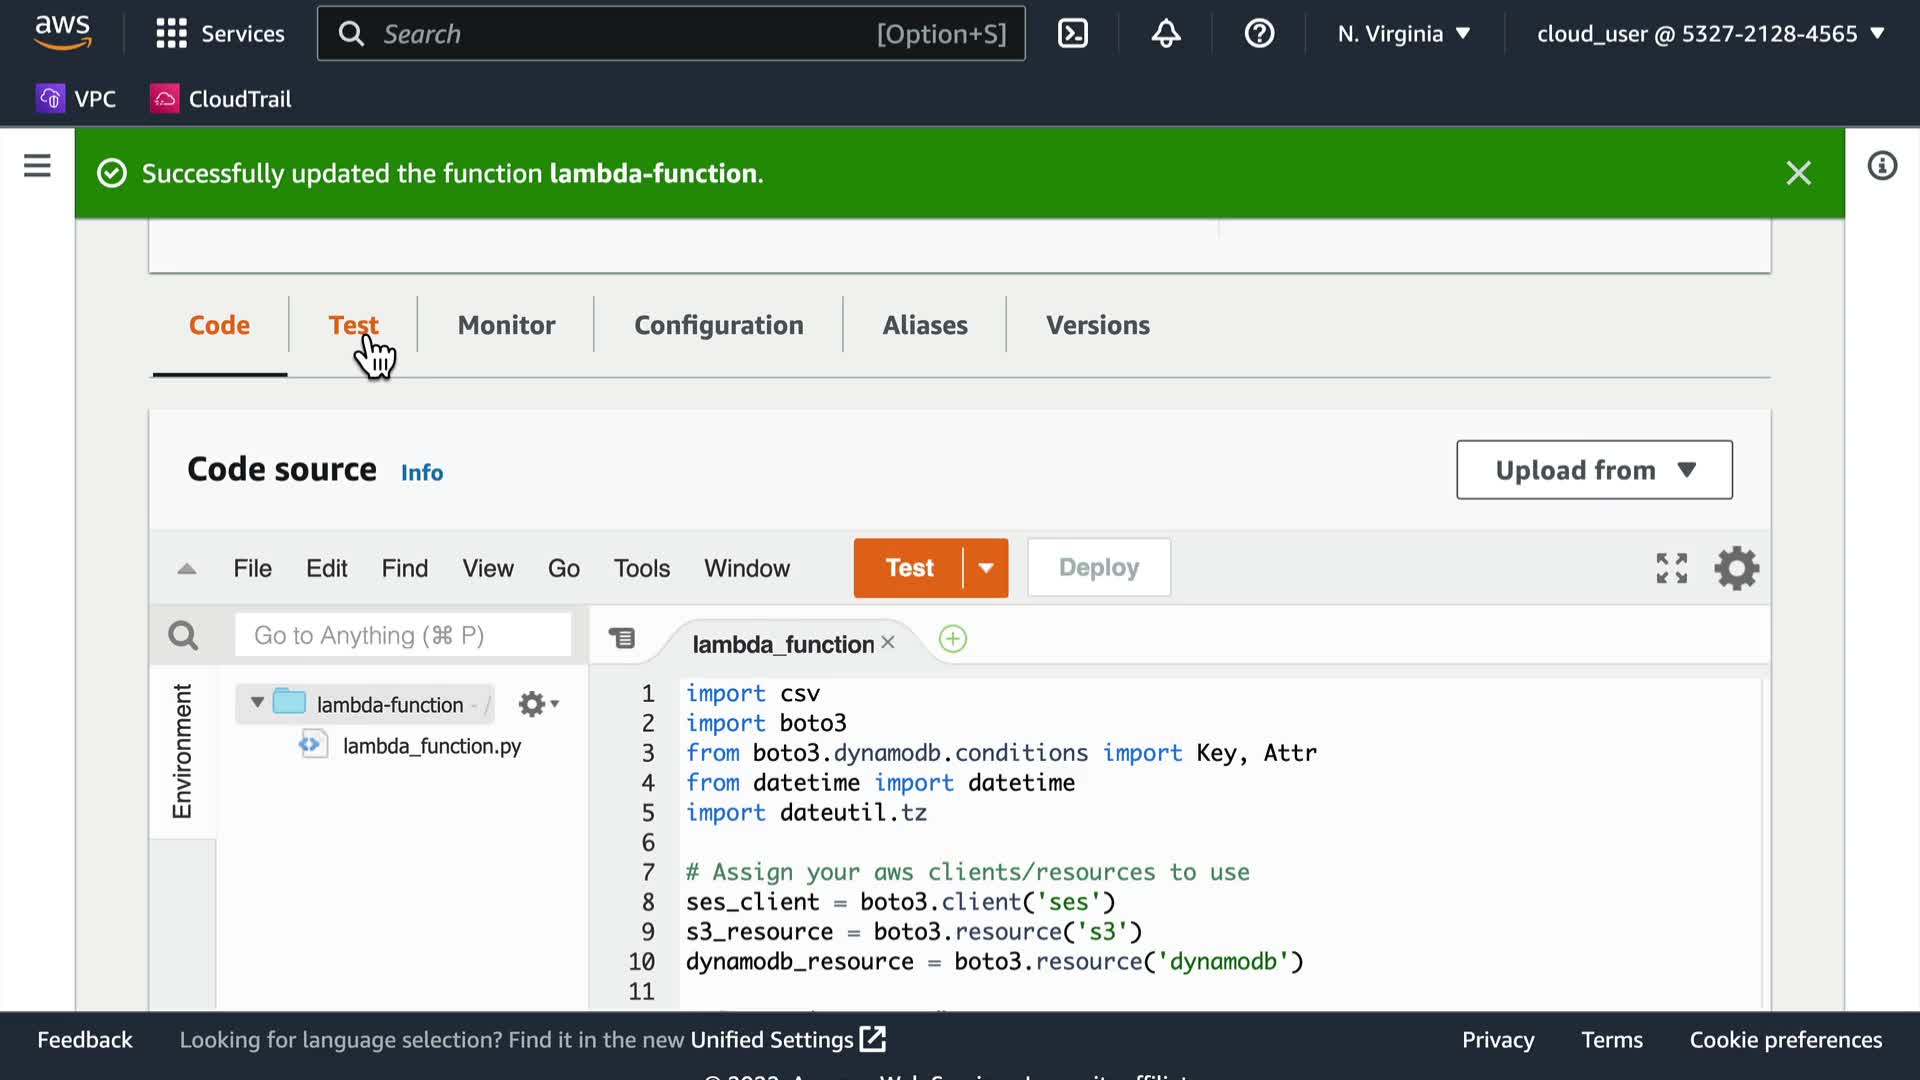 aws
Services
Search
[Option+S]
N. Virginia
cloud_user @ 5327-2128-4565
VPC
CloudTrail
Successfully updated the function lambda-function.
Code
Test
Monitor
Configuration
Aliases
Versions
Code source Info
Upload from
File
Edit
Find
View
Go
Tools
Window
Test
Deploy
Go to Anything (⌘ P)
lambda_function
Environment
lambda-function - /
lambda_function.py
1 import csv
2 import boto3
3 from boto3.dynamodb.conditions import Key, Attr
4 from datetime import datetime
5 import dateutil.tz
6
7 # Assign your aws clients/resources to use
8 ses_client = boto3.client('ses')
9 s3_resource = boto3.resource('s3')
10 dynamodb_resource = boto3.resource('dynamodb')
11
Feedback
Looking for language selection? Find it in the new Unified Settings
Privacy
Terms
Cookie preferences